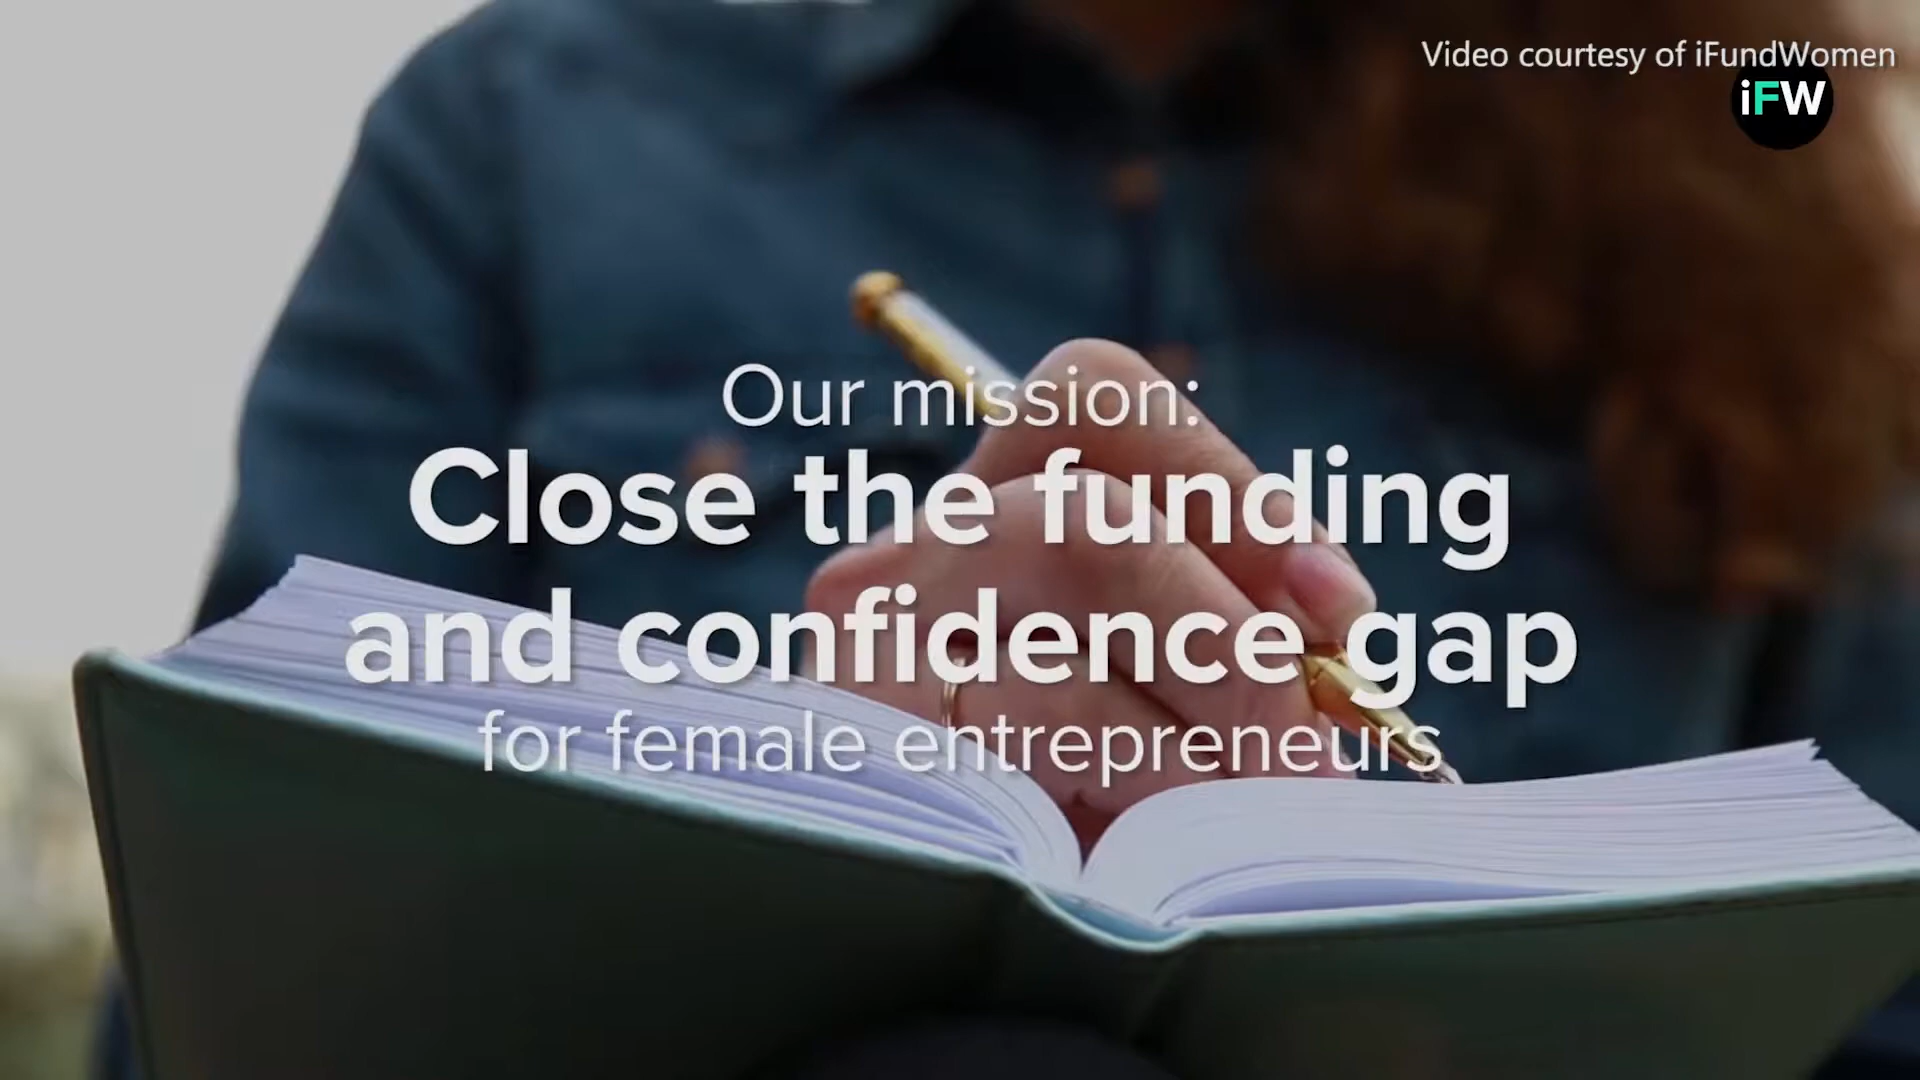 Video courtesy of iFundWomen
iFW
Our mission:
Close the funding
and confidence gap
for female entrepreneurs